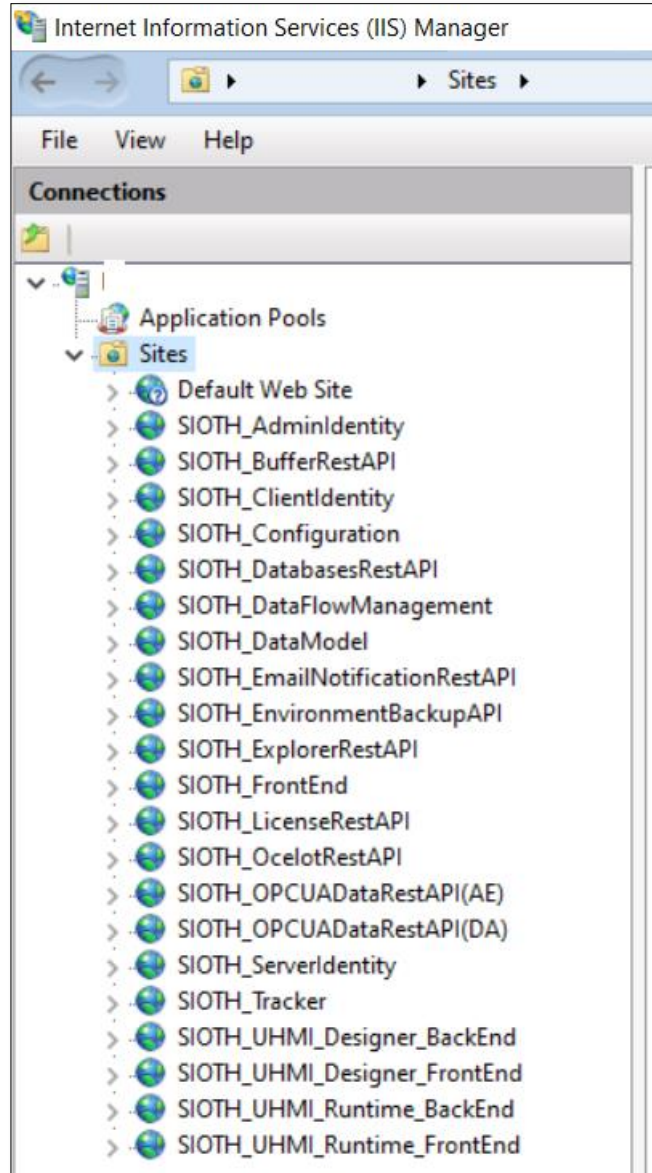 Internet Information Services (IIS) Manager
Sites
File View Help
Connections
Application Pools
Sites
Default Web Site
SIOTH_AdminIdentity
SIOTH_BufferRestAPI
SIOTH_ClientIdentity
SIOTH_Configuration
SIOTH_DatabasesRestAPI
SIOTH_DataFlowManagement
SIOTH_DataModel
SIOTH_EmailNotificationRestAPI
SIOTH_EnvironmentBackupAPI
SIOTH_ExplorerRestAPI
SIOTH_FrontEnd
SIOTH_LicenseRestAPI
SIOTH_OcelotRestAPI
SIOTH_OPCUADataRestAPI(AE)
SIOTH_OPCUADataRestAPI(DA)
SIOTH_ServerIdentity
SIOTH_Tracker
SIOTH_UHMI_Designer_BackEnd
SIOTH_UHMI_Designer_FrontEnd
SIOTH_UHMI_Runtime_BackEnd
SIOTH_UHMI_Runtime_FrontEnd